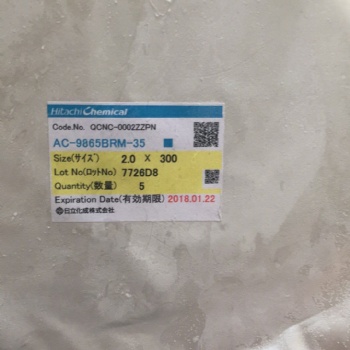 Hitachi Chemical
Code.No. QCNC-0002ZZPN
AC-9865BRM-35
Size(ｻｲｽﾞ) 2.0 X 300
Lot No(ﾛｯﾄNo) 7726D8
Quantity(数量) 5
Expiration Date(有効期限) 2018.01.22
日立化成株式会社